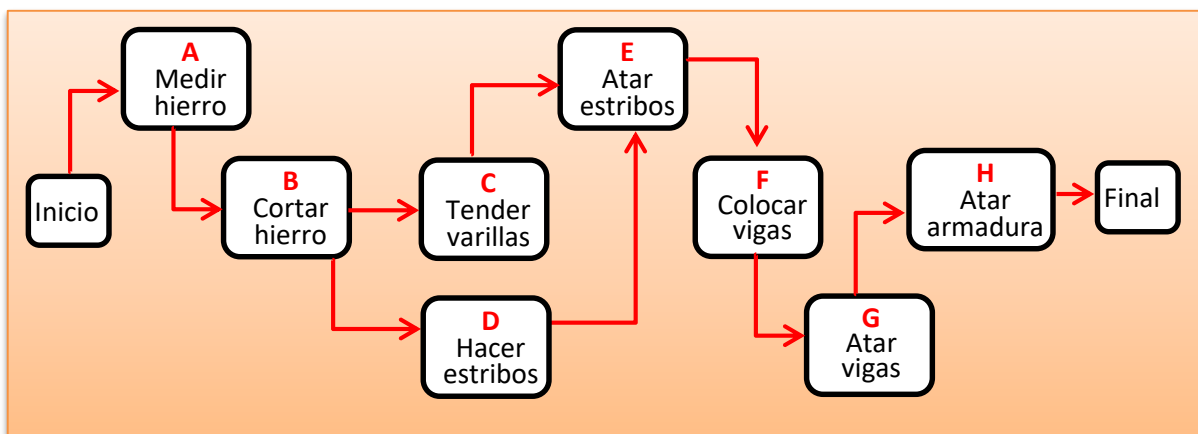 Inicio
A
Medir
hierro
B
Cortar
hierro
C
Tender
varillas
D
Hacer
estribos
E
Atar
estribos
F
Colocar
vigas
G
Atar
vigas
H
Atar
armadura
Final